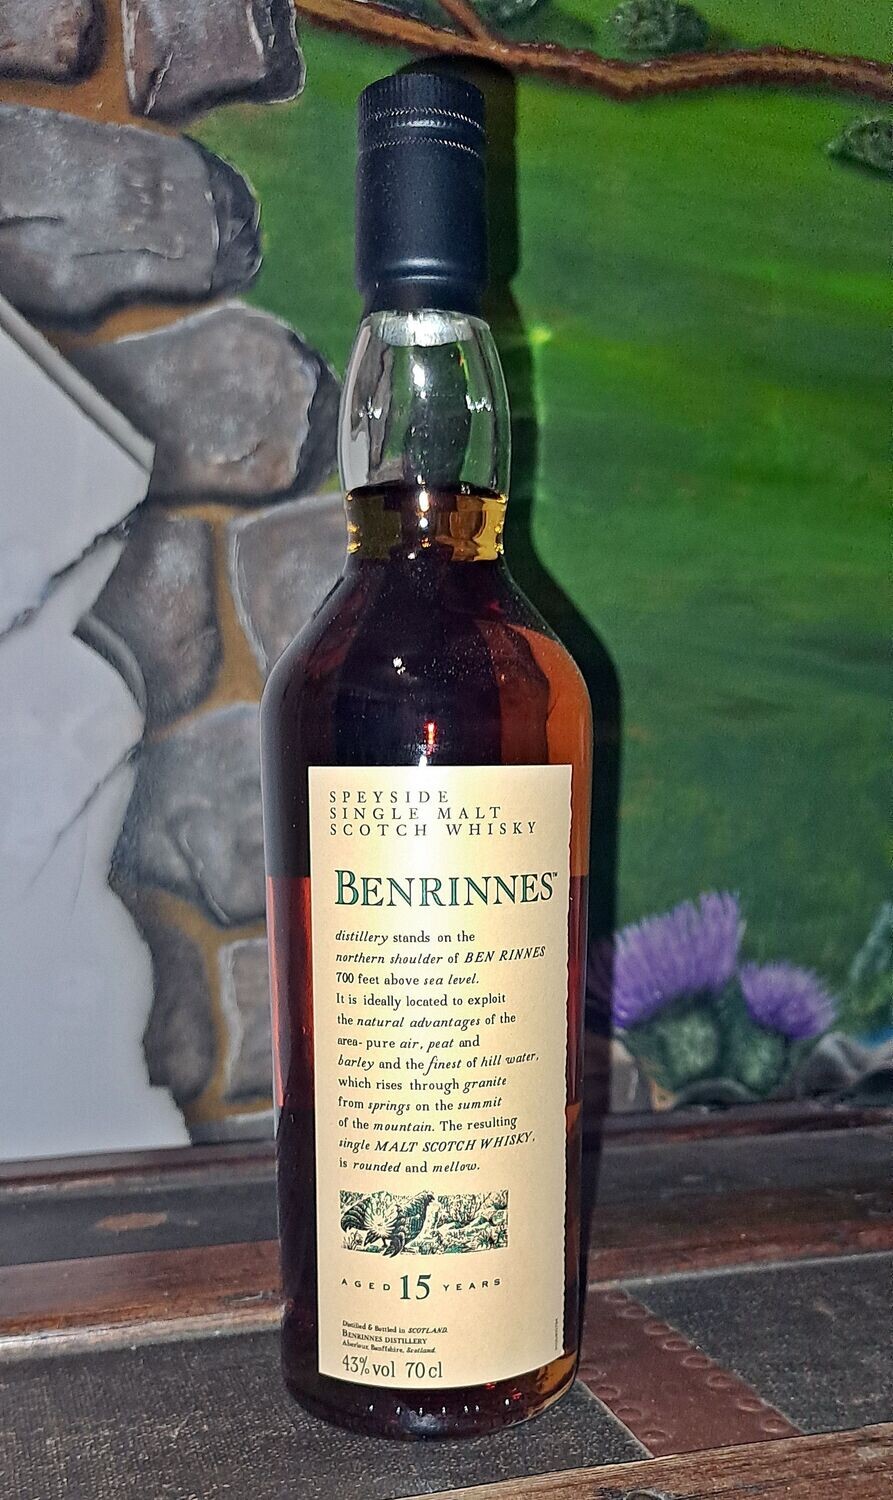 SPEYSIDE
SINGLE MALT
SCOTCH WHISKY
BENRINNES™
distillery stands on the
northern shoulder of BEN RINNES
700 feet above sea level.
It is ideally located to exploit
the natural advantages of the
area- pure air, peat and
barley and the finest of hill water,
which rises through granite
from springs on the summit
of the mountain. The resulting
single MALT SCOTCH WHISKY,
is rounded and mellow.
AGED 15 YEARS
Distilled & Bottled in SCOTLAND.
BENRINNES DISTILLERY
Aberlour, Banffshire, Scotland.
43% vol 70 cl